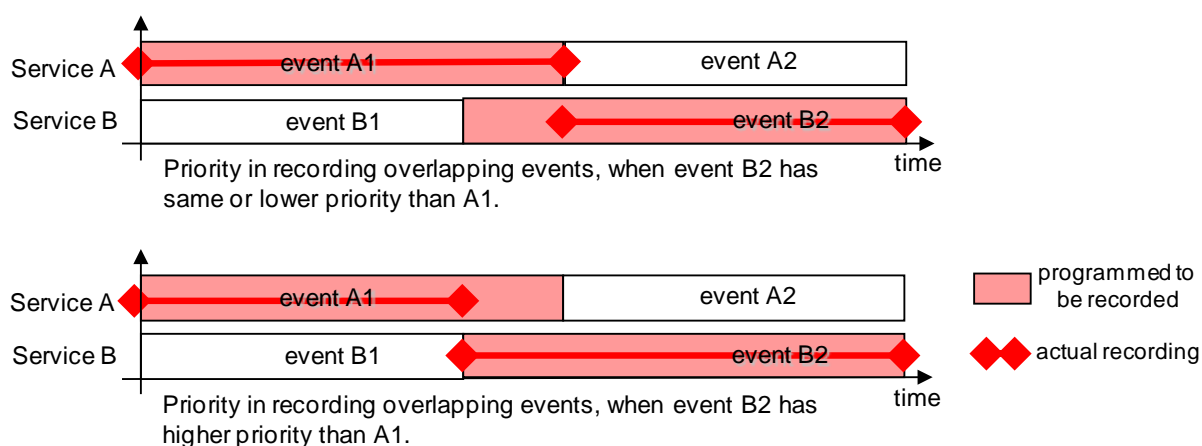 Service A
event A1
event A2
Service B
event B1
event B2
time
Priority in recording overlapping events, when event B2 has
same or lower priority than A1.
Service A
event A1
event A2
Service B
event B1
event B2
time
Priority in recording overlapping events, when event B2 has
higher priority than A1.
programmed to
be recorded
actual recording